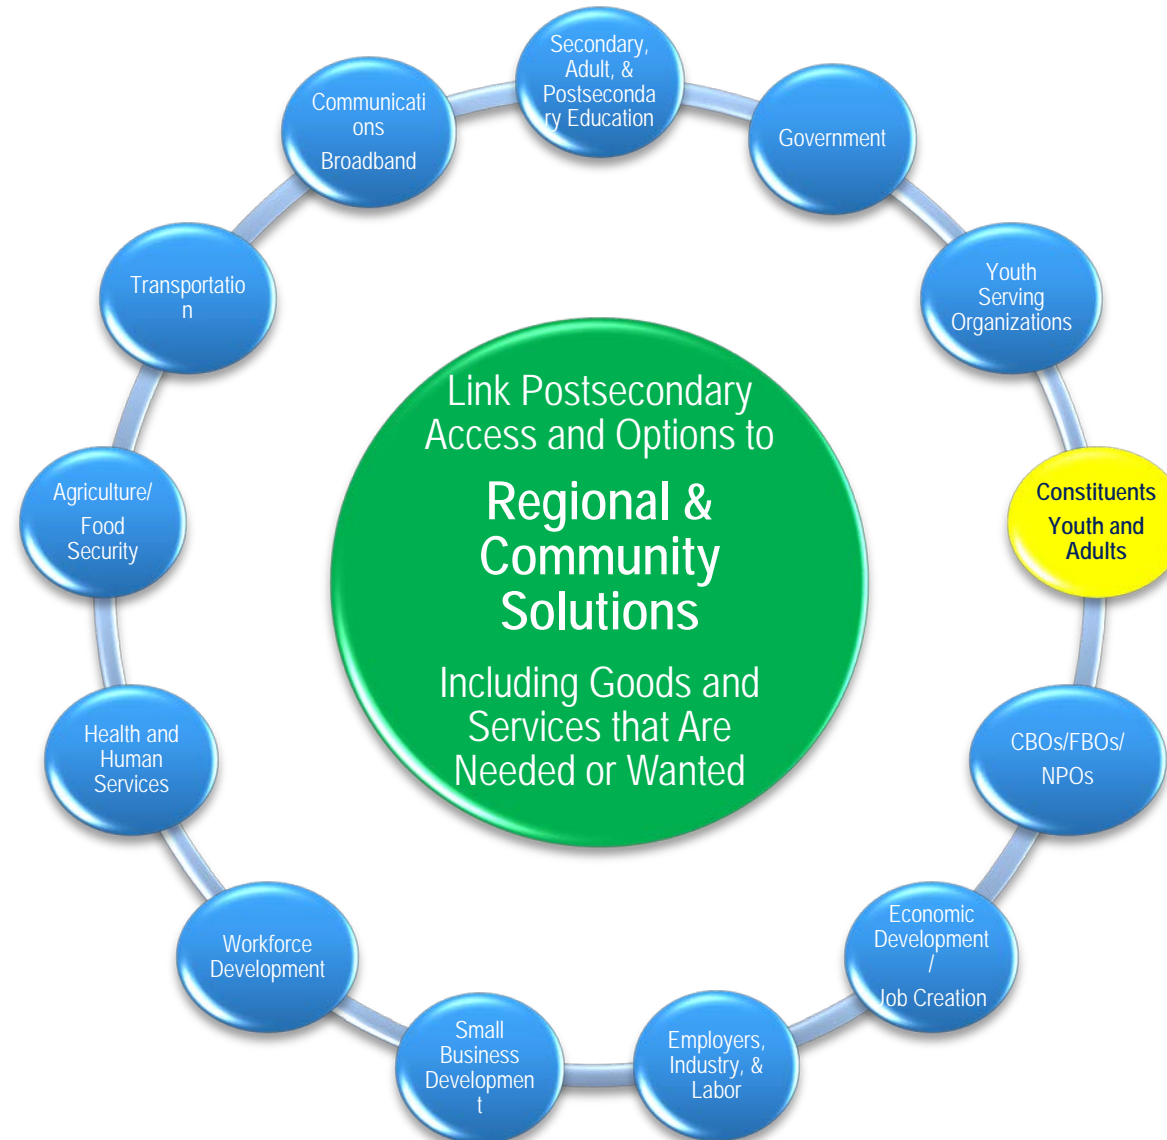 Secondary,
Adult, &
Postseconda
ry Education
Government
Youth
Serving
Organizations
Constituents
Youth and
Adults
CBOs/FBOs/
NPOs
Economic
Development
/
Job Creation
Employers,
Industry, &
Labor
Small
Business
Developmen
t
Workforce
Development
Health and
Human
Services
Agriculture/
Food
Security
Transportatio
n
Communicati
ons
Broadband
Link Postsecondary
Access and Options to
Regional &
Community
Solutions
Including Goods and
Services that Are
Needed or Wanted